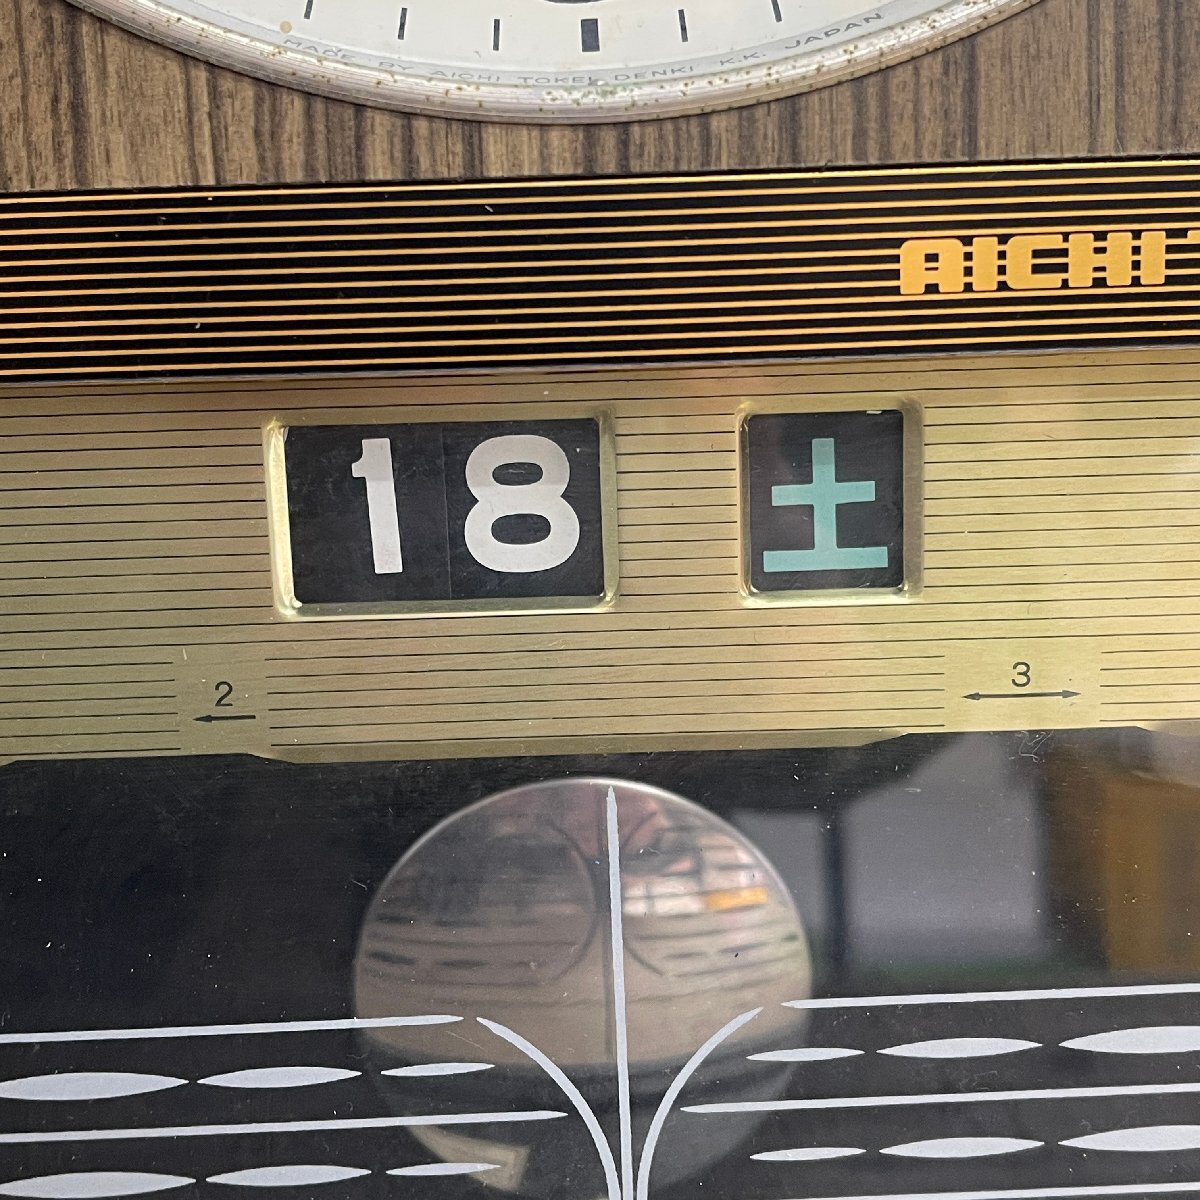 MADE BY AICHI TOKEI DENKI K.K. JAPAN
AICHI
18 土
2 3